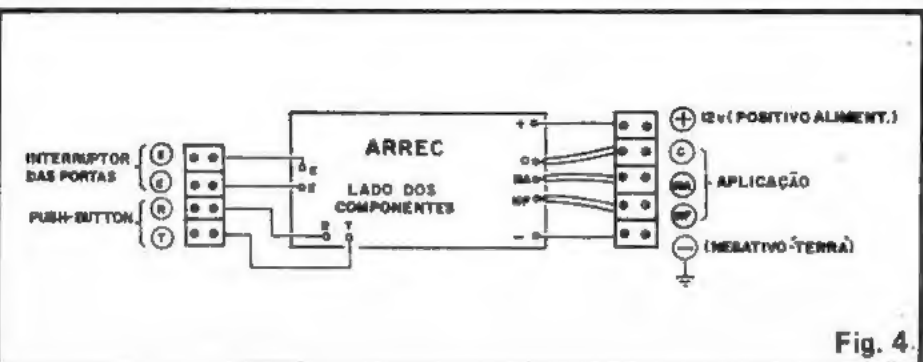 INTERRUPTOR
DAS PORTAS
E
E
PUSH-BUTTON
R
T
ARREC
LADO DOS
COMPONENTES
E
E
R T
+
C
NA
NF
-
+ 12v (POSITIVO ALIMENT.)
C
NA
NF
APLICAÇÃO
- (NEGATIVO-TERRA)
Fig. 4.